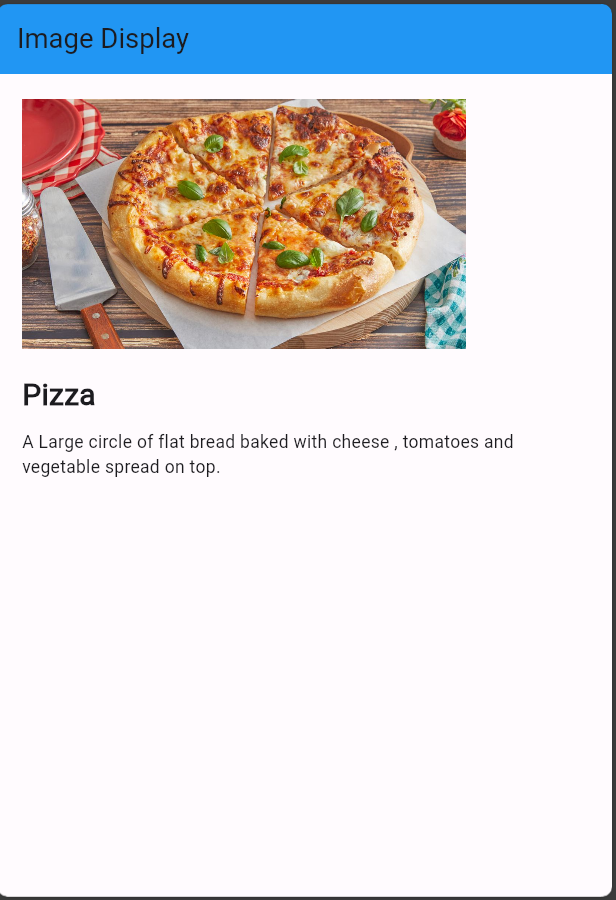 Image Display
Pizza
A Large circle of flat bread baked with cheese , tomatoes and
vegetable spread on top.